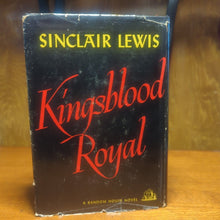 SINCLAIR LEWIS
Kingsblood
Royal
A RANDOM HOUSE NOVEL